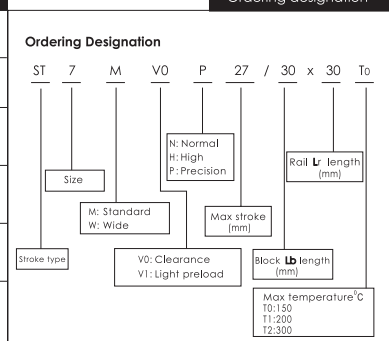 Ordering designation
Ordering Designation
ST 7 M V0 P 27 / 30 x 30 T0
N: Normal
H: High
P: Precision
Rail Lr length
(mm)
Size
M: Standard
W: Wide
Max stroke
(mm)
Stroke type
V0: Clearance
V1: Light preload
Block Lb length
(mm)
Max temperature°C
T0:150
T1:200
T2:300